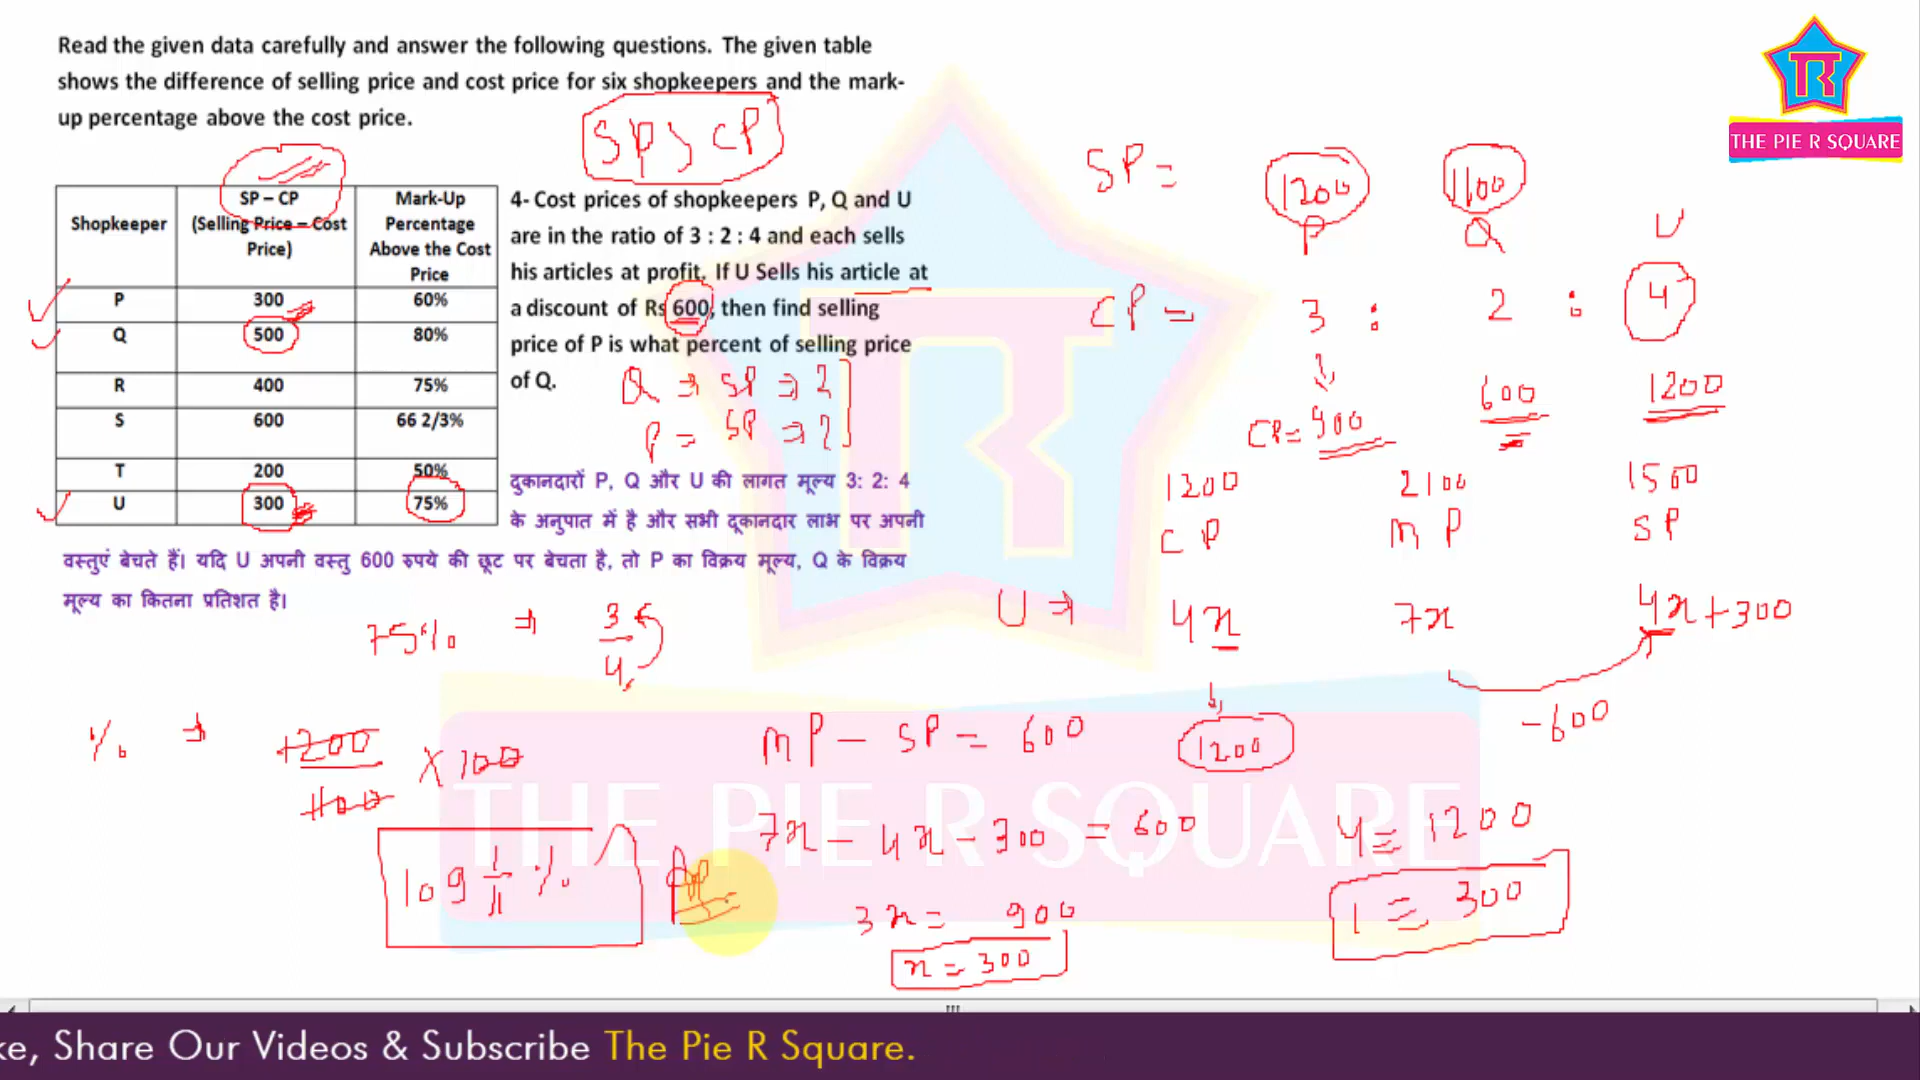 Read the given data carefully and answer the following questions. The given table
shows the difference of selling price and cost price for six shopkeepers and the mark-
up percentage above the cost price.
THE PIE R SQUARE
SP > CP
Shopkeeper
SP – CP
(Selling Price – Cost
Price)
Mark-Up
Percentage
Above the Cost
Price
P 300 60%
Q 500 80%
R 400 75%
S 600 66 2/3%
T 200 50%
U 300 75%
4- Cost prices of shopkeepers P, Q and U
are in the ratio of 3 : 2 : 4 and each sells
his articles at profit. If U Sells his article at
a discount of Rs 600, then find selling
price of P is what percent of selling price
of Q.
Q ⇒ SP ⇒ ?
P = SP ⇒ ?
दुकानदारों P, Q और U की लागत मूल्य 3: 2: 4
के अनुपात में है और सभी दूकानदार लाभ पर अपनी
वस्तुएं बेचते हैं। यदि U अपनी वस्तु 600 रुपये की छूट पर बेचता है, तो P का विक्रय मूल्य, Q के विक्रय
मूल्य का कितना प्रतिशत है।
SP = 1200 1100
P Q U
CP = 3 : 2 : 4
CP = 900 600 1200
1200 2100 1500
CP MP SP
U ⇒ 4x 7x 4x + 300
75% ⇒ 3/4
1200
- 600
MP - SP = 600
7x - 4x - 300 = 600
3x = 900
x = 300
4 = 1200
1 = 300
% ⇒ 1200/1100 × 100
109 1/11 %
THE PIE R SQUARE
ke, Share Our Videos & Subscribe The Pie R Square.